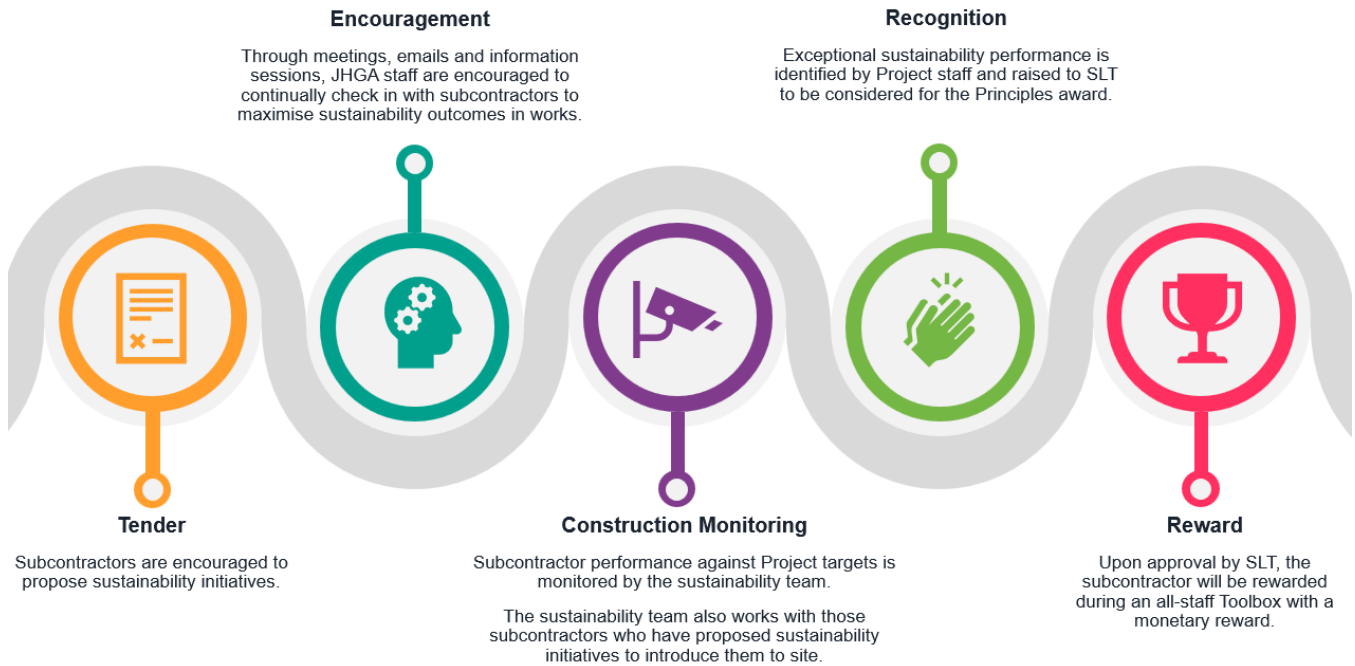 Encouragement
Through meetings, emails and information
sessions, JHGA staff are encouraged to
continually check in with subcontractors to
maximise sustainability outcomes in works.
Recognition
Exceptional sustainability performance is
identified by Project staff and raised to SLT
to be considered for the Principles award.
Tender
Subcontractors are encouraged to
propose sustainability initiatives.
Construction Monitoring
Subcontractor performance against Project targets is
monitored by the sustainability team.
The sustainability team also works with those
subcontractors who have proposed sustainability
initiatives to introduce them to site.
Reward
Upon approval by SLT, the
subcontractor will be rewarded
during an all-staff Toolbox with a
monetary reward.